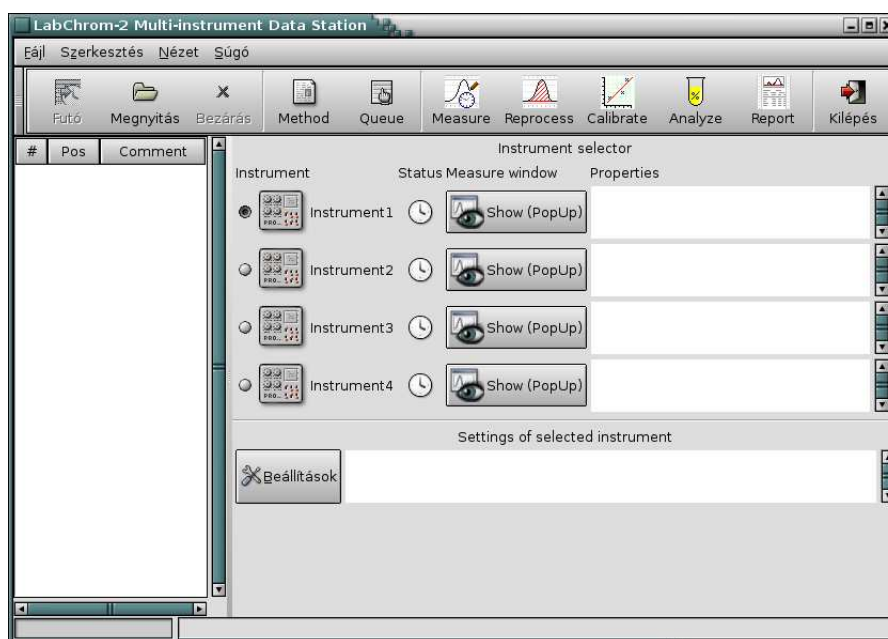 LabChrom-2 Multi-instrument Data Station
Fájl Szerkesztés Nézet Súgó
Futó Megnyitás Bezárás Method Queue Measure Reprocess Calibrate Analyze Report Kilépés
# Pos Comment
Instrument selector
Instrument Status Measure window Properties
Instrument1 Show (PopUp)
Instrument2 Show (PopUp)
Instrument3 Show (PopUp)
Instrument4 Show (PopUp)
Settings of selected instrument
Beállítások